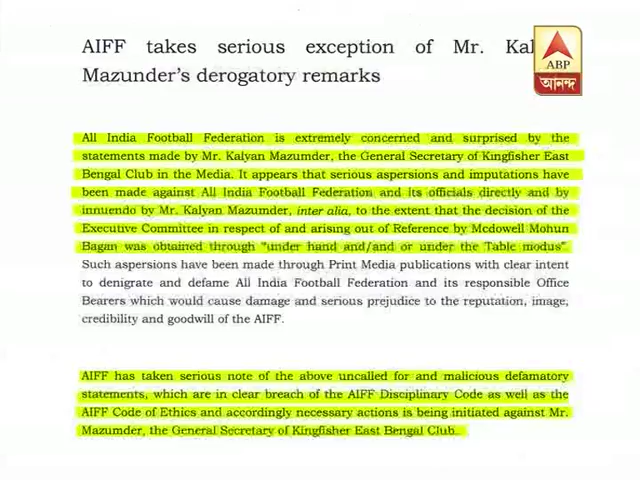 AIFF takes serious exception of Mr.
Mazumder's derogatory remarks
ABP
আনন্দ
All India Football Federation is extremely concerned and surprised by the
statements made by Mr. Kalyan Mazumder, the General Secretary of Kingfisher East
Bengal Club in the Media. It appears that serious aspersions and imputations have
been made against All India Football Federation and its officials directly and by
innuendo by Mr. Kalyan Mazumder, inter alia, to the extent that the decision of the
Executive Committee in respect of and arising out of Reference by Mcdowell Mohun
Bagan was obtained through "under hand and/and or under the Table modus"
Such aspersions have been made through Print Media publications with clear intent
to denigrate and defame All India Football Federation and its responsible Office
Bearers which would cause damage and serious prejudice to the reputation, image,
credibility and goodwill of the AIFF.
AIFF has taken serious note of the above uncalled for and malicious defamatory
statements, which are in clear breach of the AIFF Disciplinary Code as well as the
AIFF Code of Ethics and accordingly necessary actions is being initiated against Mr.
Mazumder, the General Secretary of Kingfisher East Bengal Club.